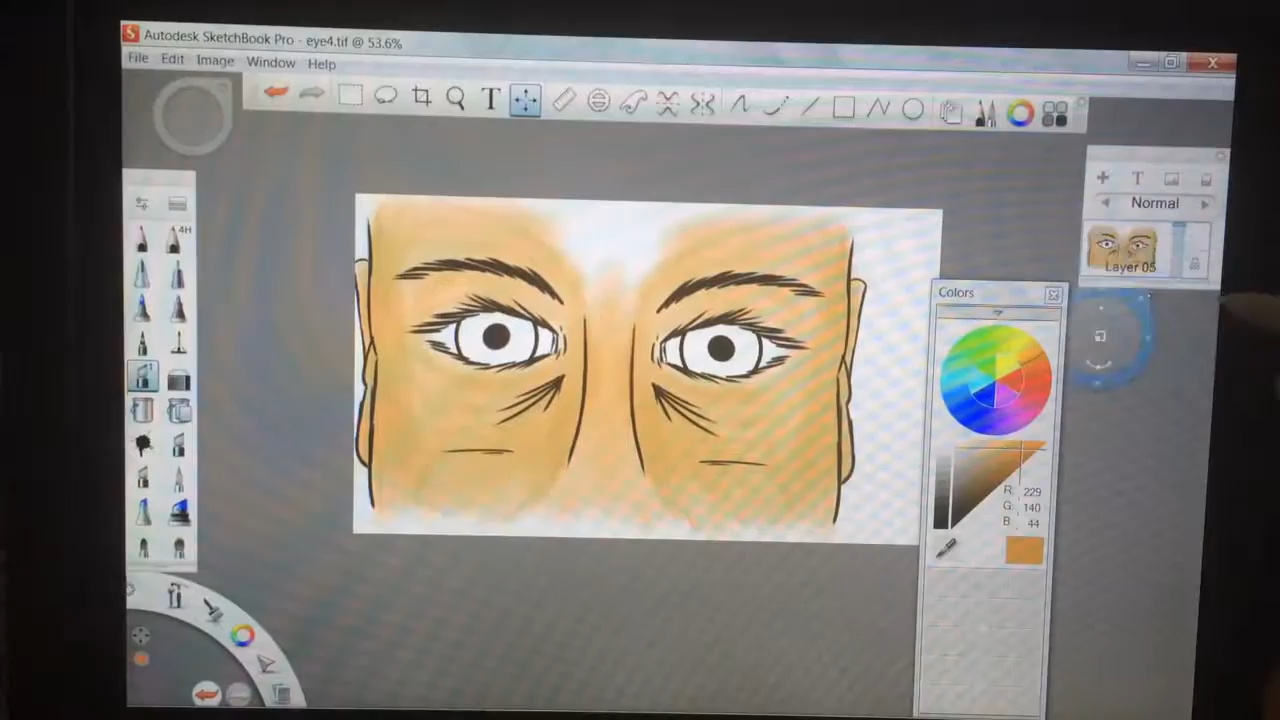 Autodesk SketchBook Pro - eye4.tif @ 53.6%
File Edit Image Window Help
T
T
Normal
4H
Layer 05
Colors
R: 229
G: 140
B: 44